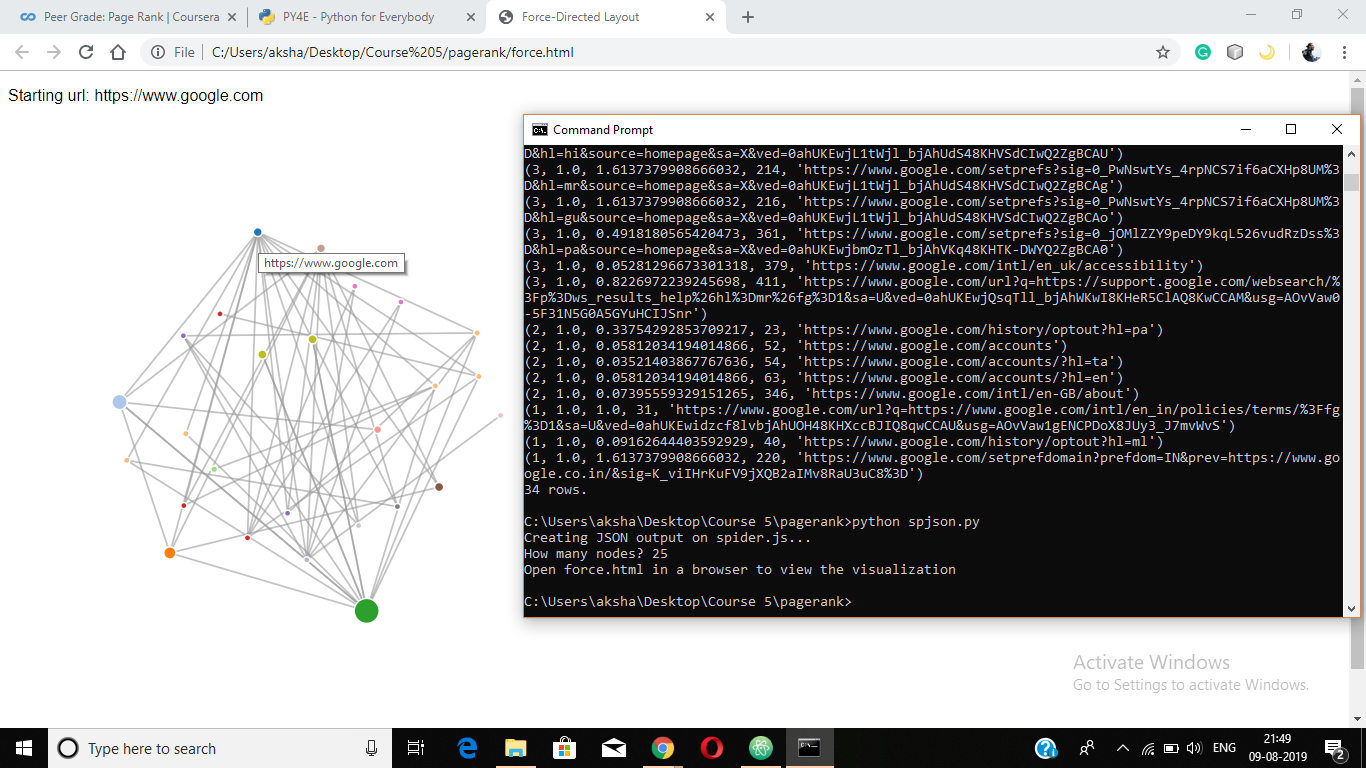 Peer Grade: Page Rank | Coursera
PY4E - Python for Everybody
Force-Directed Layout
File
C:/Users/aksha/Desktop/Course%205/pagerank/force.html
Starting url: https://www.google.com
https://www.google.com
Command Prompt
D&hl=hi&source=homepage&sa=X&ved=0ahUKEwjL1tWjl_bjAhUdS48KHVSdCIwQ2ZgBCAU')
(3, 1.0, 1.6137379908666032, 214, 'https://www.google.com/setprefs?sig=0_PwNswtYs_4rpNCS7if6aCXHp8UM%3
D&hl=mr&source=homepage&sa=X&ved=0ahUKEwjL1tWjl_bjAhUdS48KHVSdCIwQ2ZgBCAg')
(3, 1.0, 1.6137379908666032, 216, 'https://www.google.com/setprefs?sig=0_PwNswtYs_4rpNCS7if6aCXHp8UM%3
D&hl=gu&source=homepage&sa=X&ved=0ahUKEwjL1tWjl_bjAhUdS48KHVSdCIwQ2ZgBCAo')
(3, 1.0, 0.4918180565420473, 361, 'https://www.google.com/setprefs?sig=0_jOMlZZY9peDY9kqL526vudRzDss%3
D&hl=pa&source=homepage&sa=X&ved=0ahUKEwjbmOzTl_bjAhVKq48KHTK-DWYQ2ZgBCA0')
(3, 1.0, 0.05281296673301318, 379, 'https://www.google.com/intl/en_uk/accessibility')
(3, 1.0, 0.8226972239245698, 411, 'https://www.google.com/url?q=https://support.google.com/websearch/%
3Fp%3Dws_results_help%26hl%3Dmr%26fg%3D1&sa=U&ved=0ahUKEwjQsqTll_bjAhWKwI8KHeR5ClAQ8KwCCAM&usg=AOvVaw0
-5F31N5G0A5GYuHCIJSnr')
(2, 1.0, 0.33754292853709217, 23, 'https://www.google.com/history/optout?hl=pa')
(2, 1.0, 0.05812034194014866, 52, 'https://www.google.com/accounts')
(2, 1.0, 0.03521403867767636, 54, 'https://www.google.com/accounts/?hl=ta')
(2, 1.0, 0.05812034194014866, 63, 'https://www.google.com/accounts/?hl=en')
(2, 1.0, 0.07395559329151265, 346, 'https://www.google.com/intl/en-GB/about')
(1, 1.0, 1.0, 31, 'https://www.google.com/url?q=https://www.google.com/intl/en_in/policies/terms/%3Ffg
%3D1&sa=U&ved=0ahUKEwidzcf8lvbjAhUOH48KHXccBJIQ8qwCCAU&usg=AOvVaw1gENCPDoX8JUy3_J7mvWvS')
(1, 1.0, 0.09162644403592929, 40, 'https://www.google.com/history/optout?hl=ml')
(1, 1.0, 1.6137379908666032, 220, 'https://www.google.com/setprefdomain?prefdom=IN&prev=https://www.go
ogle.co.in/&sig=K_viIHrKuFV9jXQB2aIMv8RaU3uC8%3D')
34 rows.
C:\Users\aksha\Desktop\Course 5\pagerank>python spjson.py
Creating JSON output on spider.js...
How many nodes? 25
Open force.html in a browser to view the visualization
C:\Users\aksha\Desktop\Course 5\pagerank>
Activate Windows
Go to Settings to activate Windows.
Type here to search
ENG
21:49
09-08-2019
2